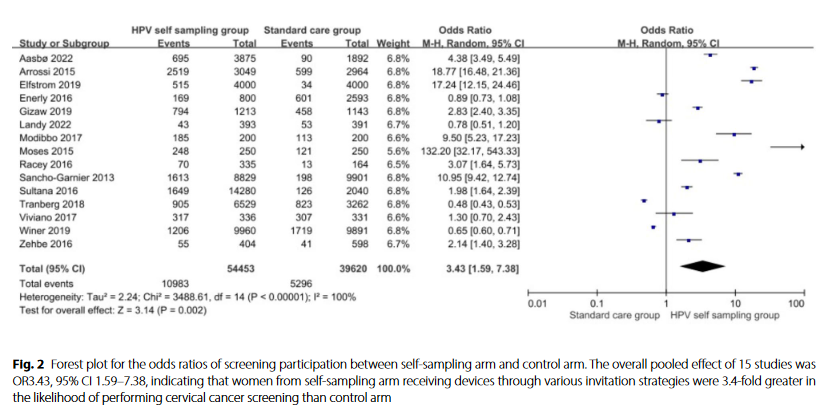 HPV self sampling group Standard care group Odds Ratio Odds Ratio
Study or Subgroup Events Total Events Total Weight M-H. Random. 95% CI M-H. Random. 95% CI
Aasbø 2022 695 3875 90 1892 6.8% 4.38 [3.49, 5.49]
Arrossi 2015 2519 3049 599 2964 6.8% 18.77 [16.48, 21.36]
Elfstrom 2019 515 4000 34 4000 6.8% 17.24 [12.15, 24.46]
Enerly 2016 169 800 601 2593 6.8% 0.89 [0.73, 1.08]
Gizaw 2019 794 1213 458 1143 6.8% 2.83 [2.40, 3.35]
Landy 2022 43 393 53 391 6.7% 0.78 [0.51, 1.20]
Modibbo 2017 185 200 113 200 6.6% 9.50 [5.23, 17.23]
Moses 2015 248 250 121 250 5.6% 132.20 [32.17, 543.33]
Racey 2016 70 335 13 164 6.5% 3.07 [1.64, 5.73]
Sancho-Garnier 2013 1613 8829 198 9901 6.8% 10.95 [9.42, 12.74]
Sultana 2016 1649 14280 126 2040 6.8% 1.98 [1.64, 2.39]
Tranberg 2018 905 6529 823 3262 6.8% 0.48 [0.43, 0.53]
Viviano 2017 317 336 307 331 6.6% 1.30 [0.70, 2.43]
Winer 2019 1206 9960 1719 9891 6.8% 0.65 [0.60, 0.71]
Zehbe 2016 55 404 41 598 6.7% 2.14 [1.40, 3.28]
Total (95% CI) 54453 39620 100.0% 3.43 [1.59, 7.38]
Total events 10983 5296
Heterogeneity: Tau² = 2.24; Chi² = 3488.61, df = 14 (P < 0.00001); I² = 100%
Test for overall effect: Z = 3.14 (P = 0.002)
0.01 0.1 1 10 100
Standard care group HPV self sampling group
Fig. 2 Forest plot for the odds ratios of screening participation between self-sampling arm and control arm. The overall pooled effect of 15 studies was
OR3.43, 95% CI 1.59–7.38, indicating that women from self-sampling arm receiving devices through various invitation strategies were 3.4-fold greater in
the likelihood of performing cervical cancer screening than control arm